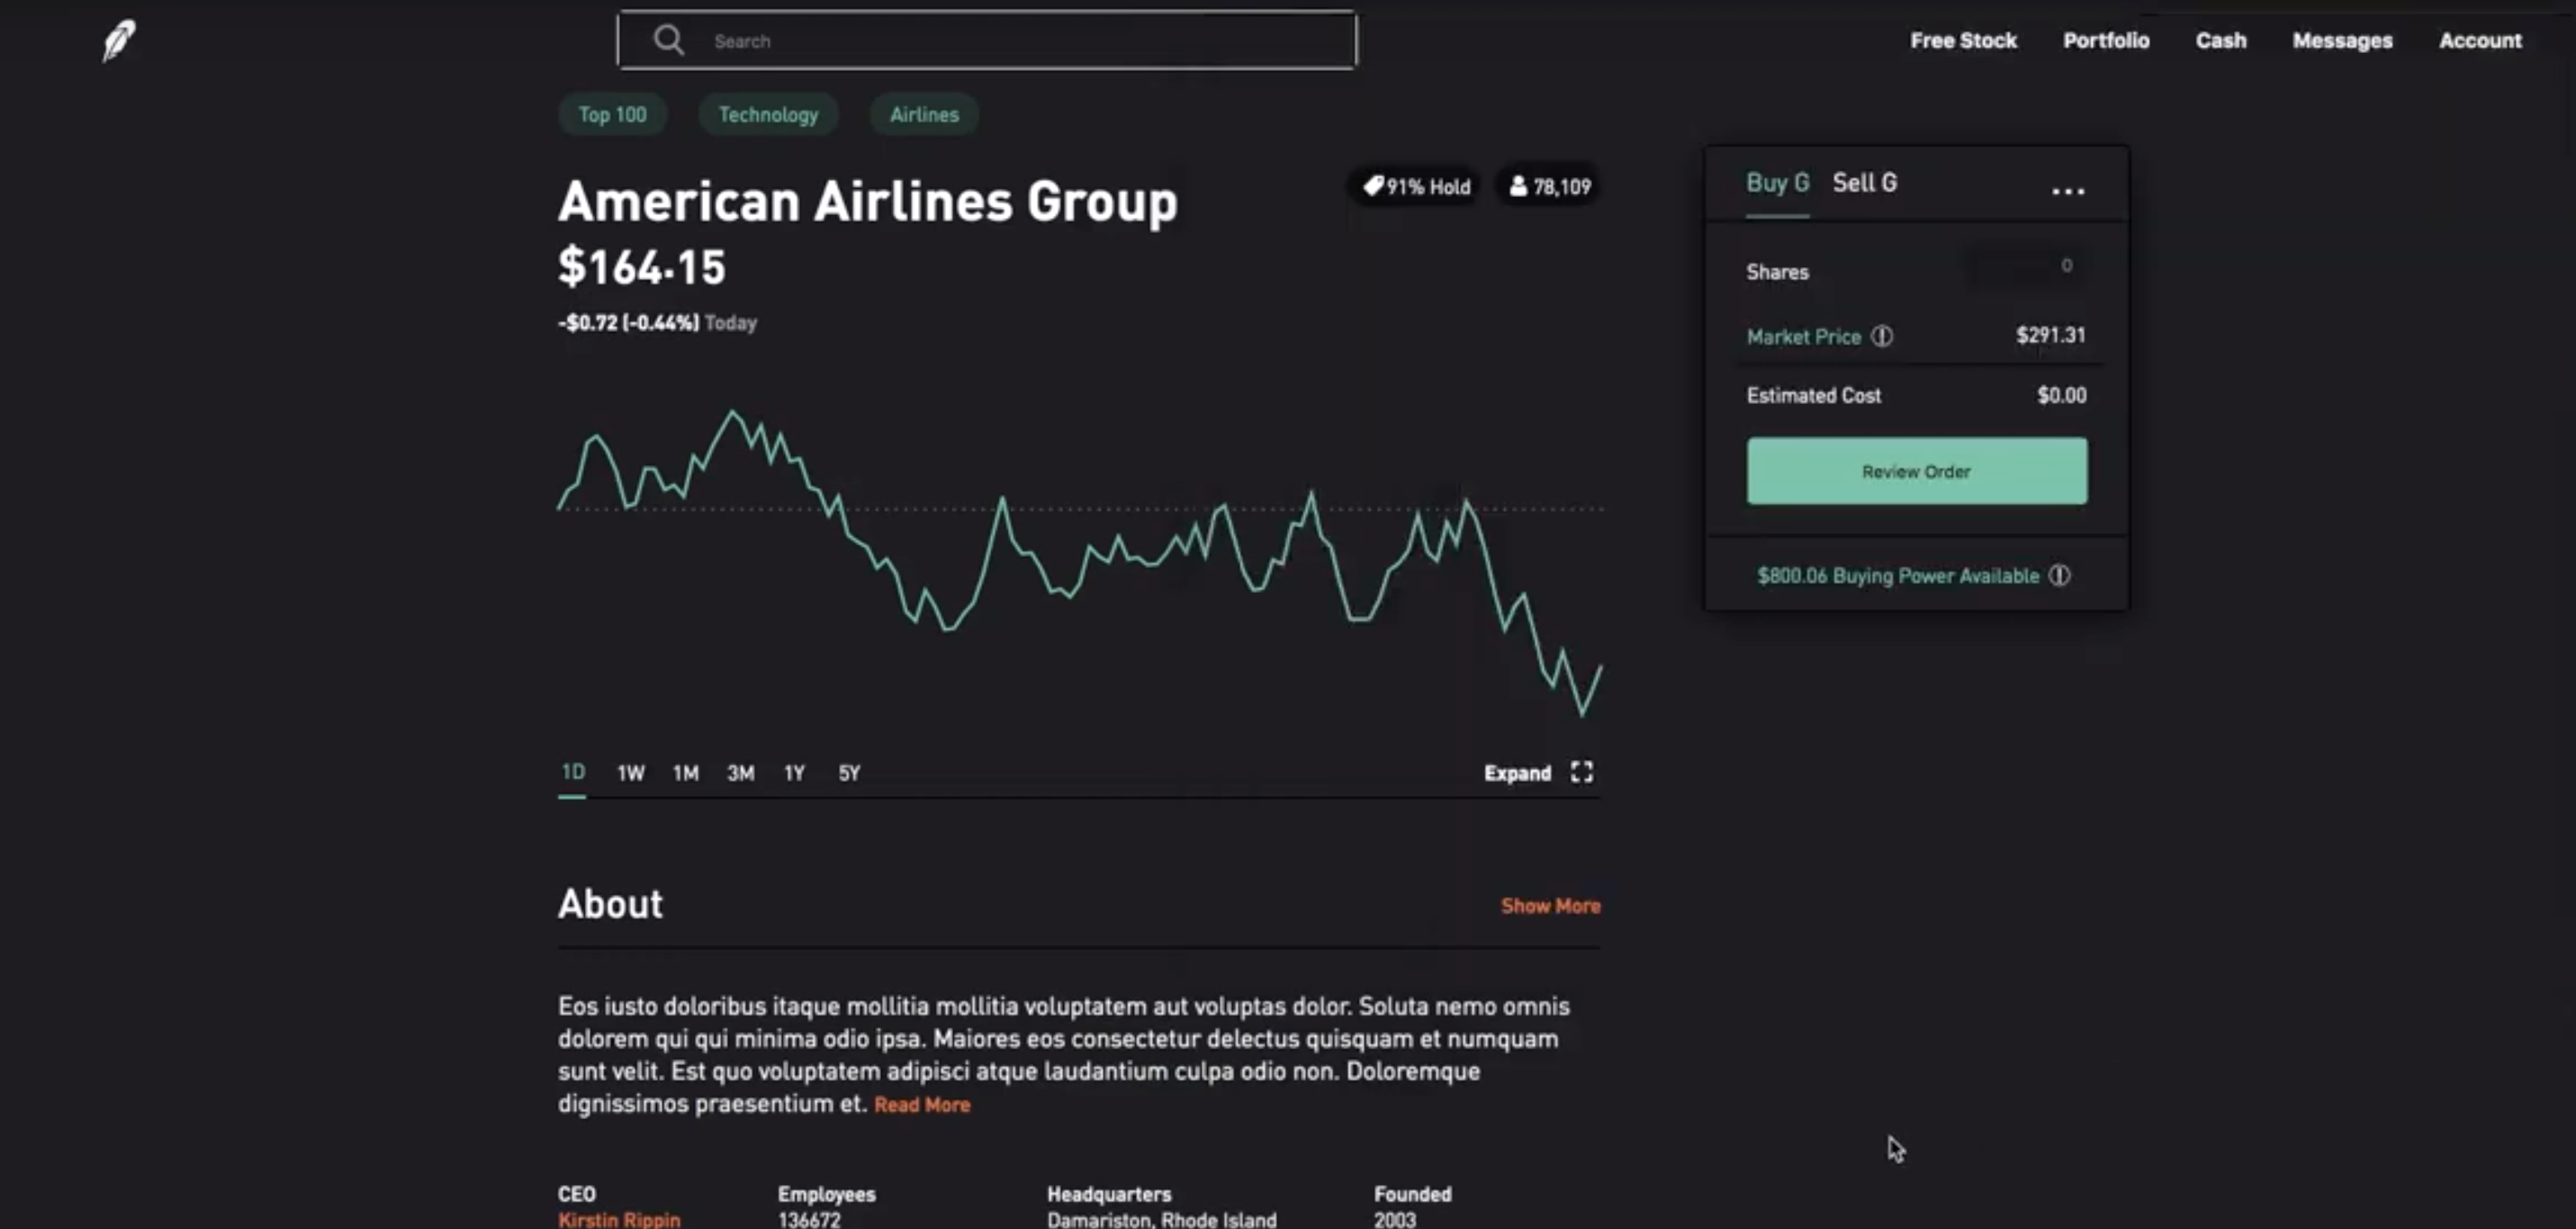 Search
Free Stock Portfolio Cash Messages Account
Top 100 Technology Airlines
American Airlines Group
91% Hold 78,109
$164.15
-$0.72 (-0.44%) Today
Buy G Sell G ...
Shares 0
Market Price $291.31
Estimated Cost $0.00
Review Order
$800.06 Buying Power Available
1D 1W 1M 3M 1Y 5Y Expand
About Show More
Eos iusto doloribus itaque mollitia mollitia voluptatem aut voluptas dolor. Soluta nemo omnis
dolorem qui qui minima odio ipsa. Maiores eos consectetur delectus quisquam et numquam
sunt velit. Est quo voluptatem adipisci atque laudantium culpa odio non. Doloremque
dignissimos praesentium et. Read More
CEO Employees Headquarters Founded
Kirstin Rippin 136672 Damariston, Rhode Island 2003